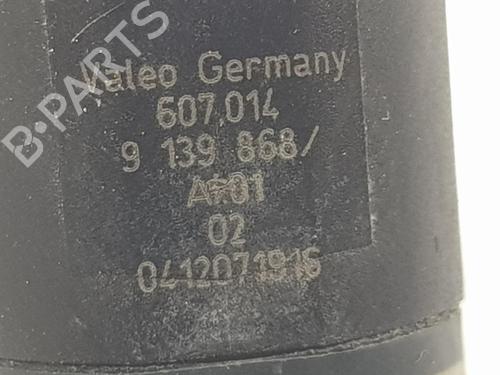 B-PARTS
Valeo Germany
607.014
9 139 868/
A-01
02
0412071916